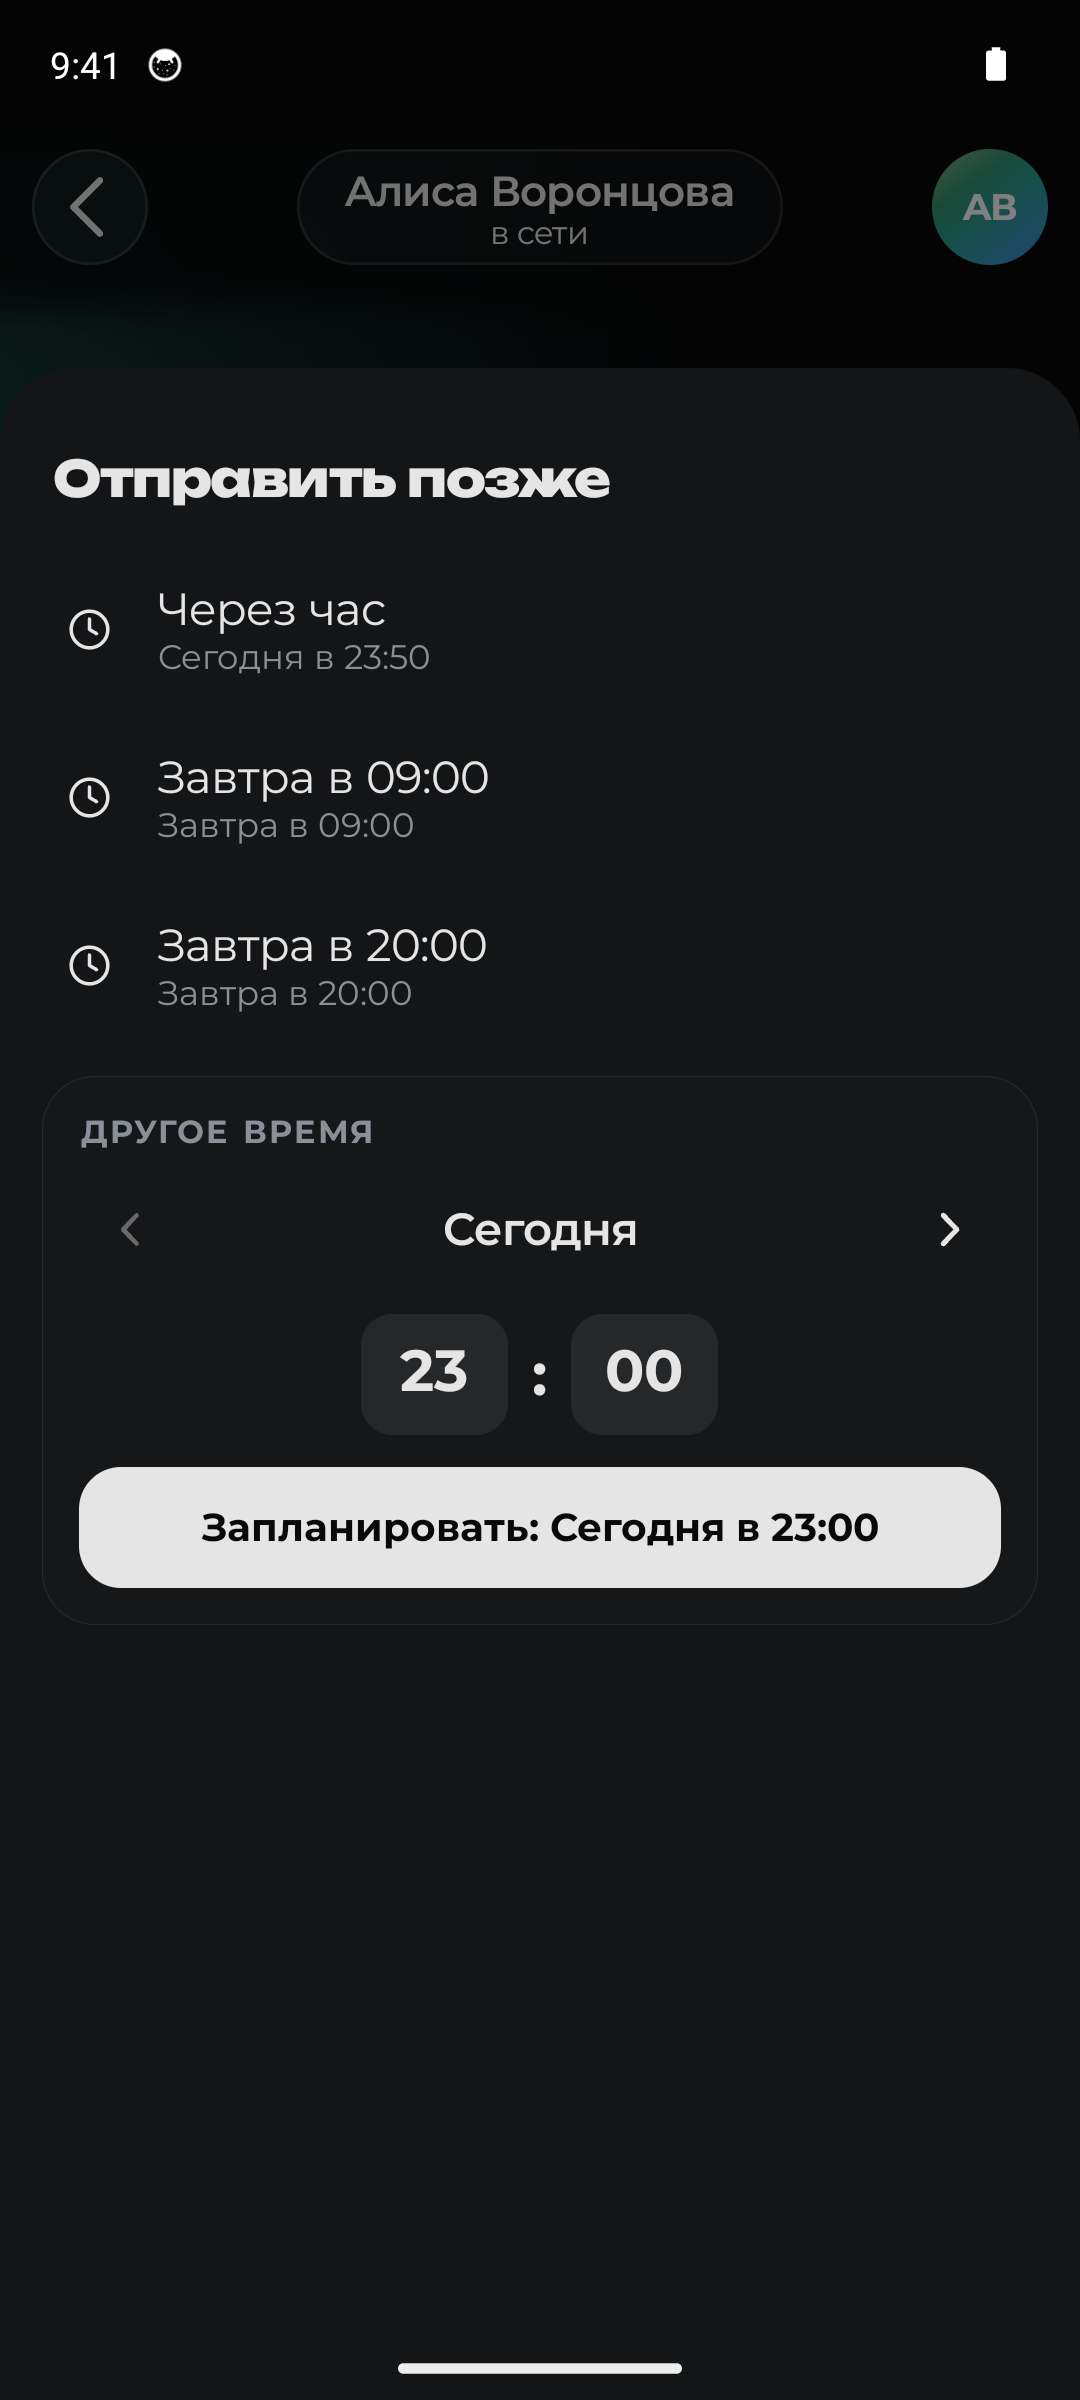 9:41
Алиса Воронцова
в сети
АВ
Отправить позже
Через час
Сегодня в 23:50
Завтра в 09:00
Завтра в 09:00
Завтра в 20:00
Завтра в 20:00
ДРУГОЕ ВРЕМЯ
Сегодня
23 : 00
Запланировать: Сегодня в 23:00